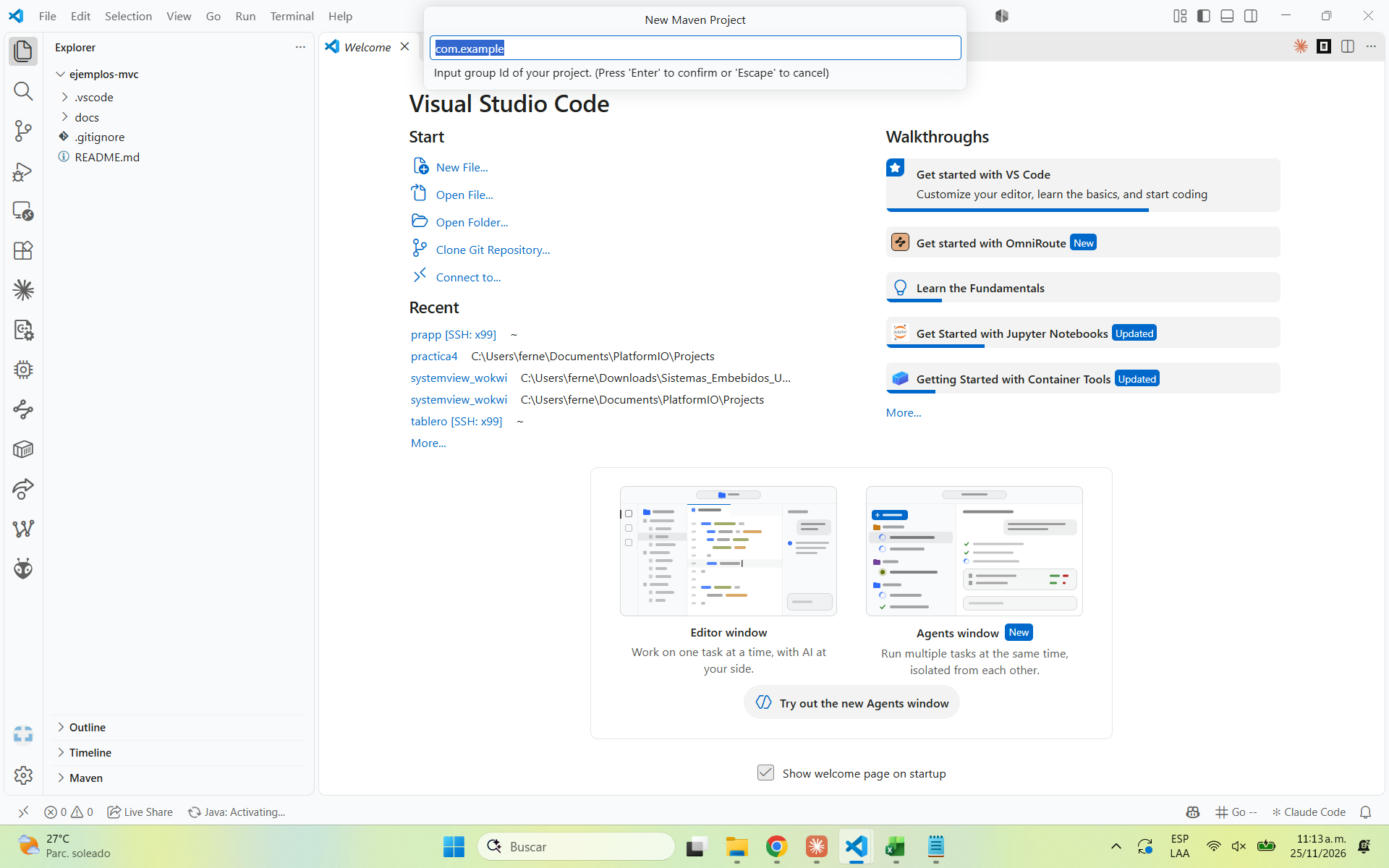 File Edit Selection View Go Run Terminal Help
New Maven Project
com.example
Input group Id of your project. (Press 'Enter' to confirm or 'Escape' to cancel)
Explorer
ejemplos-mvc
.vscode
docs
.gitignore
README.md
Outline
Timeline
Maven
Welcome
Visual Studio Code
Start
New File...
Open File...
Open Folder...
Clone Git Repository...
Connect to...
Recent
prapp [SSH: x99] ~
practica4 C:\Users\ferne\Documents\PlatformIO\Projects
systemview_wokwi C:\Users\ferne\Downloads\Sistemas_Embebidos_U...
systemview_wokwi C:\Users\ferne\Documents\PlatformIO\Projects
tablero [SSH: x99] ~
More...
Walkthroughs
Get started with VS Code
Customize your editor, learn the basics, and start coding
Get started with OmniRoute New
Learn the Fundamentals
Get Started with Jupyter Notebooks Updated
Getting Started with Container Tools Updated
More...
Editor window
Work on one task at a time, with AI at
your side.
Agents window New
Run multiple tasks at the same time,
isolated from each other.
Try out the new Agents window
Show welcome page on startup
0 0 Live Share Java: Activating...
Go -- Claude Code
27°C
Parc. soleado
Buscar
ESP
LAA
11:13 a. m.
25/11/2026